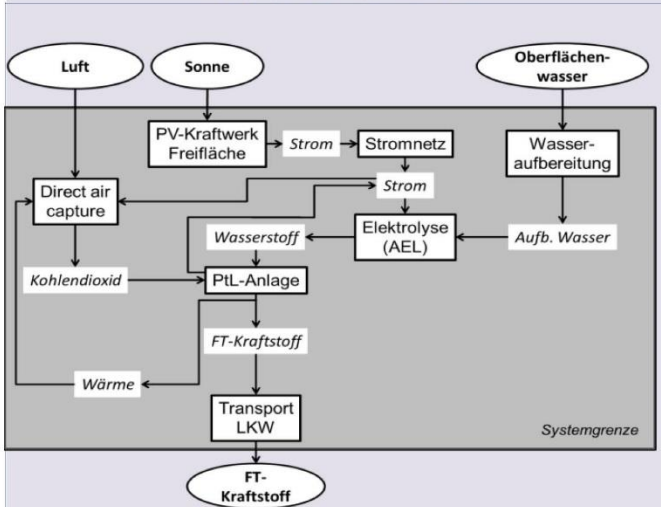 Luft
Sonne
Oberflächen-
wasser
PV-Kraftwerk
Freifläche
Strom
Stromnetz
Wasser-
aufbereitung
Direct air
capture
Strom
Wasserstoff
Elektrolyse
(AEL)
Aufb. Wasser
Kohlendioxid
PtL-Anlage
FT-Kraftstoff
Wärme
Transport
LKW
Systemgrenze
FT-
Kraftstoff